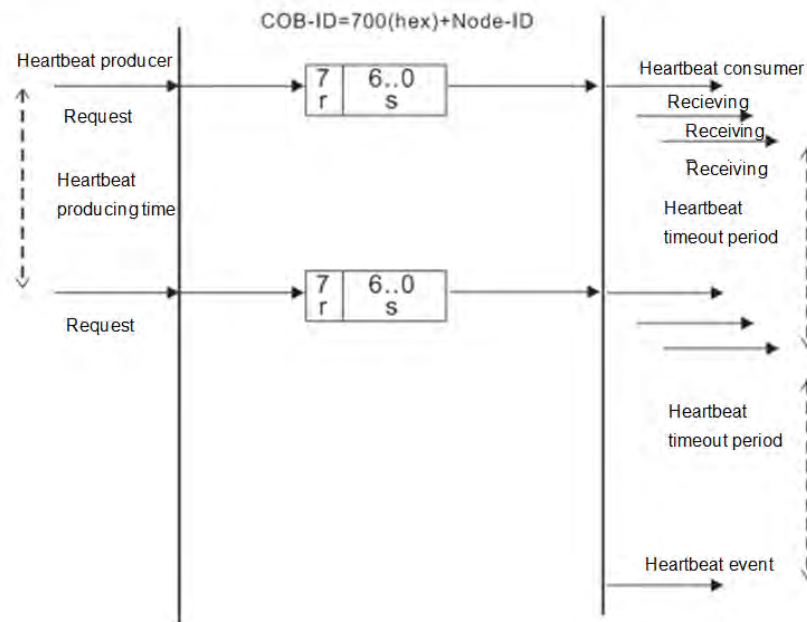 COB-ID=700(hex)+Node-ID
Heartbeat producer
7 6..0
r s
Heartbeat consumer
Request
Recieving
Receiving
Receiving
Heartbeat
producing time
Heartbeat
timeout period
7 6..0
r s
Request
Heartbeat
timeout period
Heartbeat event